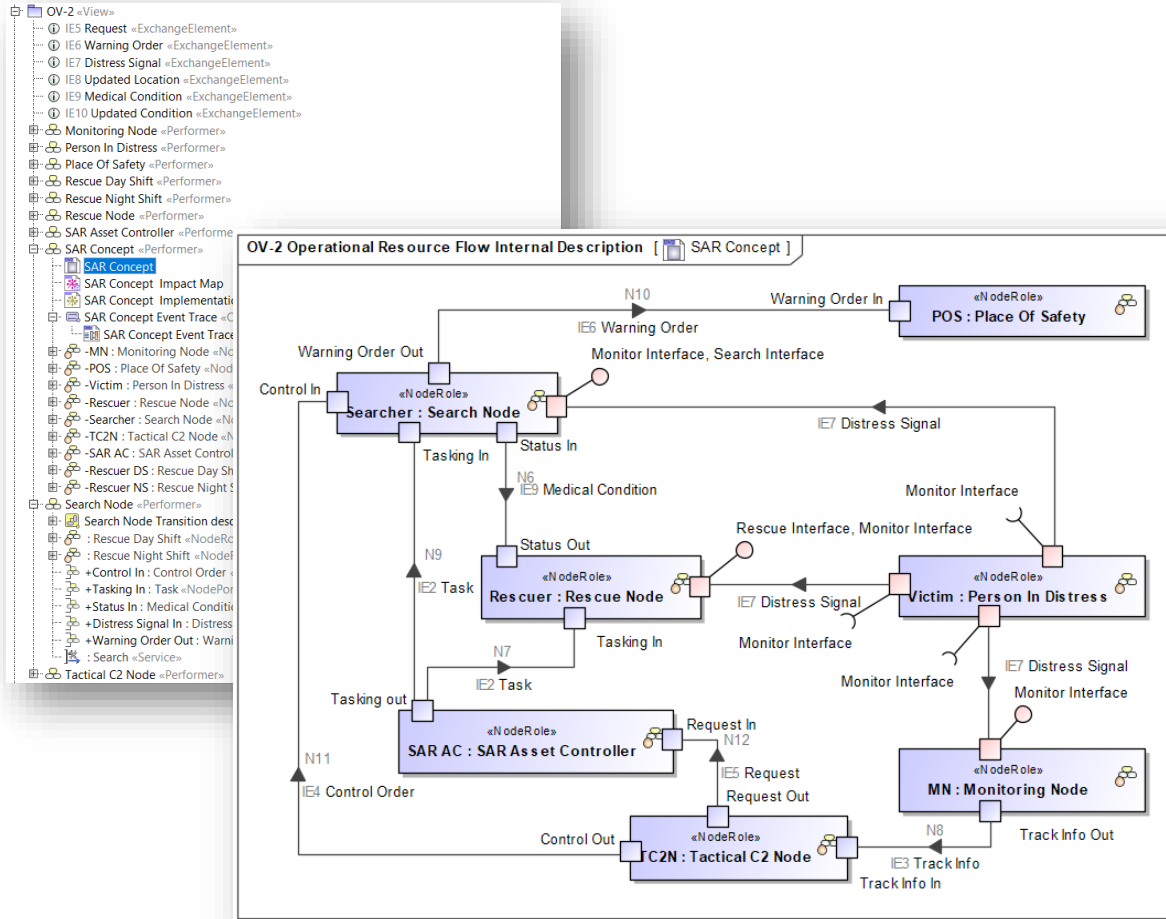 OV-2 «View»
IE5 Request «ExchangeElement»
IE6 Warning Order «ExchangeElement»
IE7 Distress Signal «ExchangeElement»
IE8 Updated Location «ExchangeElement»
IE9 Medical Condition «ExchangeElement»
IE10 Updated Condition «ExchangeElement»
Monitoring Node «Performer»
Person In Distress «Performer»
Place Of Safety «Performer»
Rescue Day Shift «Performer»
Rescue Night Shift «Performer»
Rescue Node «Performer»
SAR Asset Controller «Performe
SAR Concept «Performer»
SAR Concept
SAR Concept Impact Map
SAR Concept Implementati
SAR Concept Event Trace «C
SAR Concept Event Trace
-MN : Monitoring Node «Nc
-POS : Place Of Safety «Nod
-Victim : Person In Distress «
-Rescuer : Rescue Node «Nc
-Searcher : Search Node «Nc
-TC2N : Tactical C2 Node «N
-SAR AC : SAR Asset Control
-Rescuer DS : Rescue Day Sh
-Rescuer NS : Rescue Night S
Search Node «Performer»
Search Node Transition desc
: Rescue Day Shift «NodeRo
: Rescue Night Shift «NodeR
+Control In : Control Order «
+Tasking In : Task «NodePor
+Status In : Medical Conditi
+Distress Signal In : Distress
+Warning Order Out : Warni
: Search «Service»
Tactical C2 Node «Performer»
OV-2 Operational Resource Flow Internal Description [ SAR Concept ]
N10
IE6 Warning Order
Warning Order In
«NodeRole»
POS : Place Of Safety
Warning Order Out
Monitor Interface, Search Interface
Control In
«NodeRole»
Searcher : Search Node
IE7 Distress Signal
Tasking In
Status In
N6
IE9 Medical Condition
Monitor Interface
Rescue Interface, Monitor Interface
Status Out
N9
IE2 Task
«NodeRole»
Rescuer : Rescue Node
IE7 Distress Signal
«NodeRole»
Victim : Person In Distress
Tasking In
Monitor Interface
N7
IE2 Task
IE7 Distress Signal
Monitor Interface
Monitor Interface
Tasking out
«NodeRole»
SAR AC : SAR Asset Controller
Request In
N12
N11
IE4 Control Order
IE5 Request
Request Out
«NodeRole»
MN : Monitoring Node
Control Out
«NodeRole»
TC2N : Tactical C2 Node
N8
IE3 Track Info
Track Info Out
Track Info In